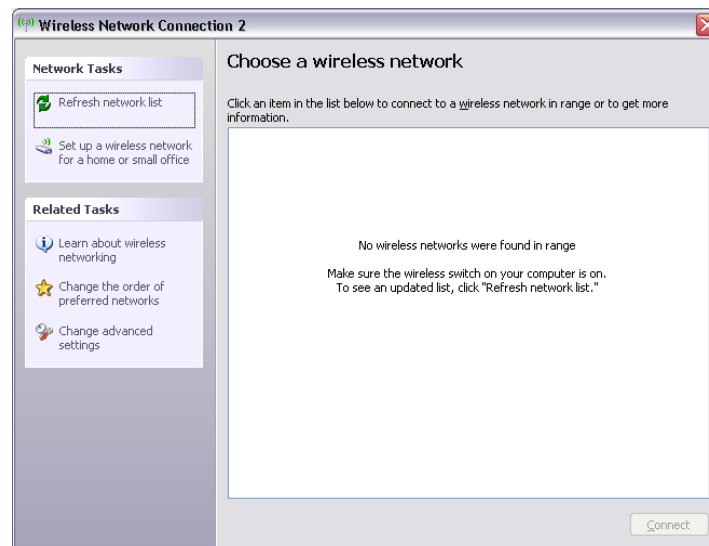 Wireless Network Connection 2
Network Tasks
Refresh network list
Set up a wireless network
for a home or small office
Related Tasks
Learn about wireless
networking
Change the order of
preferred networks
Change advanced
settings
Choose a wireless network
Click an item in the list below to connect to a wireless network in range or to get more
information.
No wireless networks were found in range
Make sure the wireless switch on your computer is on.
To see an updated list, click "Refresh network list."
Connect